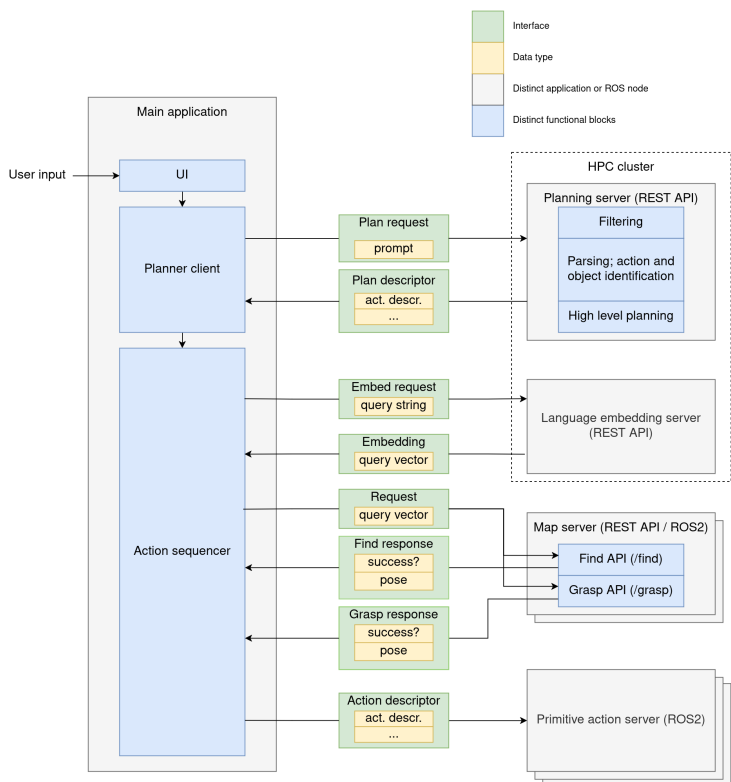 Interface
Data type
Distinct application or ROS node
Distinct functional blocks
Main application
User input
UI
Planner client
Action sequencer
Plan request
prompt
Plan descriptor
act. descr.
...
Embed request
query string
Embedding
query vector
Request
query vector
Find response
success?
pose
Grasp response
success?
pose
Action descriptor
act. descr.
...
HPC cluster
Planning server (REST API)
Filtering
Parsing; action and
object identification
High level planning
Language embedding server
(REST API)
Map server (REST API / ROS2)
Find API (/find)
Grasp API (/grasp)
Primitive action server (ROS2)